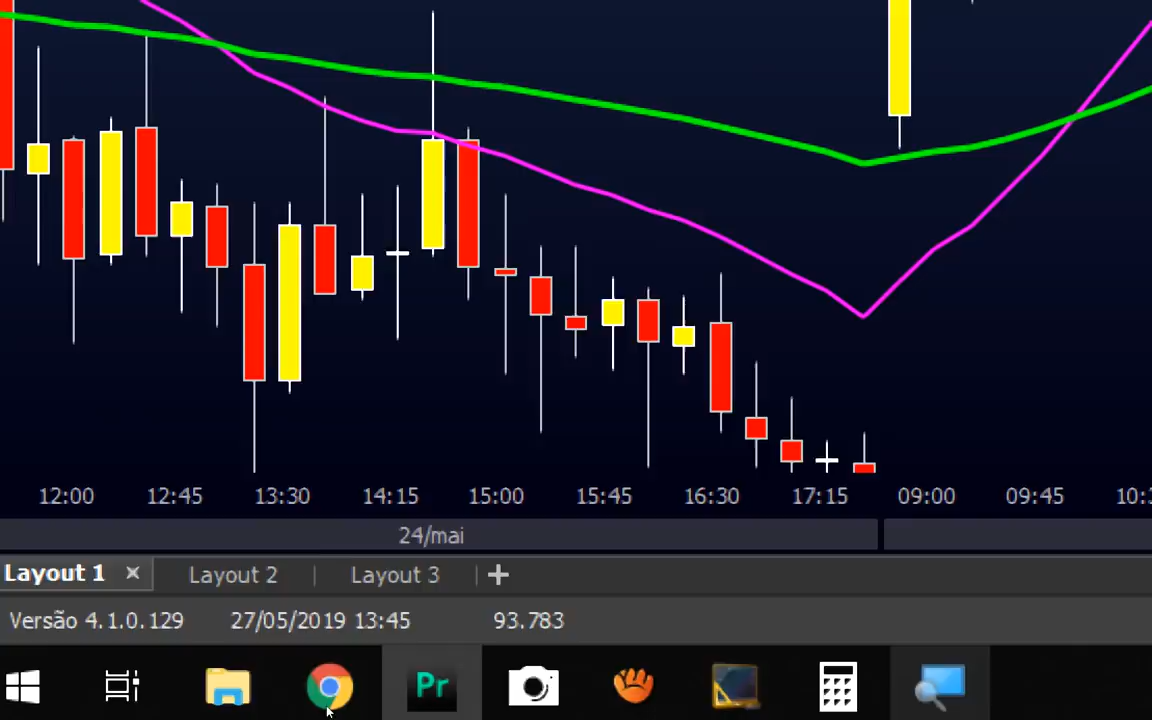 12:00 12:45 13:30 14:15 15:00 15:45 16:30 17:15 09:00 09:45
24/mai
Layout 1 × Layout 2 Layout 3 +
Versão 4.1.0.129 27/05/2019 13:45 93.783
Pr